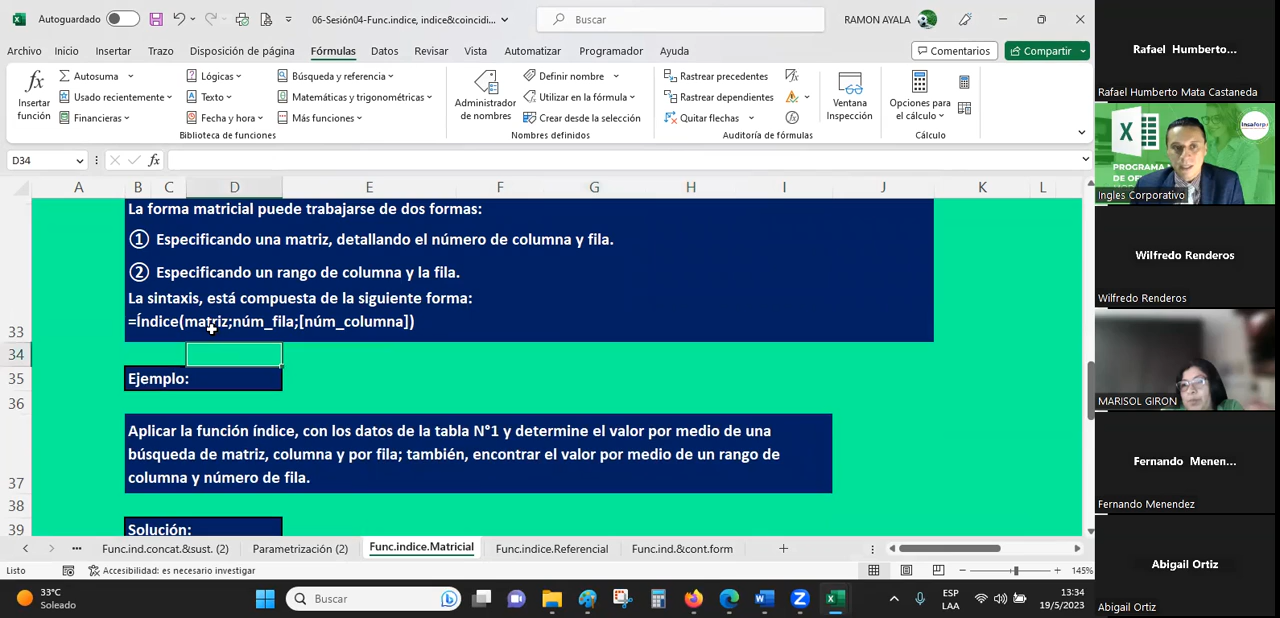 Autoguardado
06-Sesión04-Func.indice, indice&coincidi...
Buscar
RAMON AYALA
Archivo Inicio Insertar Trazo Disposición de página Fórmulas Datos Revisar Vista Automatizar Programador Ayuda
Comentarios
Compartir
Insertar función
Autosuma
Usado recientemente
Financieras
Lógicas
Texto
Fecha y hora
Búsqueda y referencia
Matemáticas y trigonométricas
Más funciones
Biblioteca de funciones
Administrador de nombres
Definir nombre
Utilizar en la fórmula
Crear desde la selección
Nombres definidos
Rastrear precedentes
Rastrear dependientes
Quitar flechas
Auditoría de fórmulas
Ventana Inspección
Opciones para el cálculo
Cálculo
D34
fx
A B C D E F G H I J K L
La forma matricial puede trabajarse de dos formas:
① Especificando una matriz, detallando el número de columna y fila.
② Especificando un rango de columna y la fila.
La sintaxis, está compuesta de la siguiente forma:
33
=Índice(matriz;núm_fila;[núm_columna])
34
35
Ejemplo:
36
Aplicar la función índice, con los datos de la tabla N°1 y determine el valor por medio de una
búsqueda de matriz, columna y por fila; también, encontrar el valor por medio de un rango de
37
columna y número de fila.
38
39
Solución:
Func.ind.concat.&sust. (2) Parametrización (2) Func.indice.Matricial Func.indice.Referencial Func.ind.&cont.form
Listo
Accesibilidad: es necesario investigar
145%
33°C
Soleado
Buscar
ESP
LAA
13:34
19/5/2023
Rafael Humberto...
Rafael Humberto Mata Castaneda
PROGRAMA
Insaforp
Ingles Corporativo
Wilfredo Renderos
Wilfredo Renderos
MARISOL GIRON
Fernando Menen...
Fernando Menendez
Abigail Ortiz
Abigail Ortiz